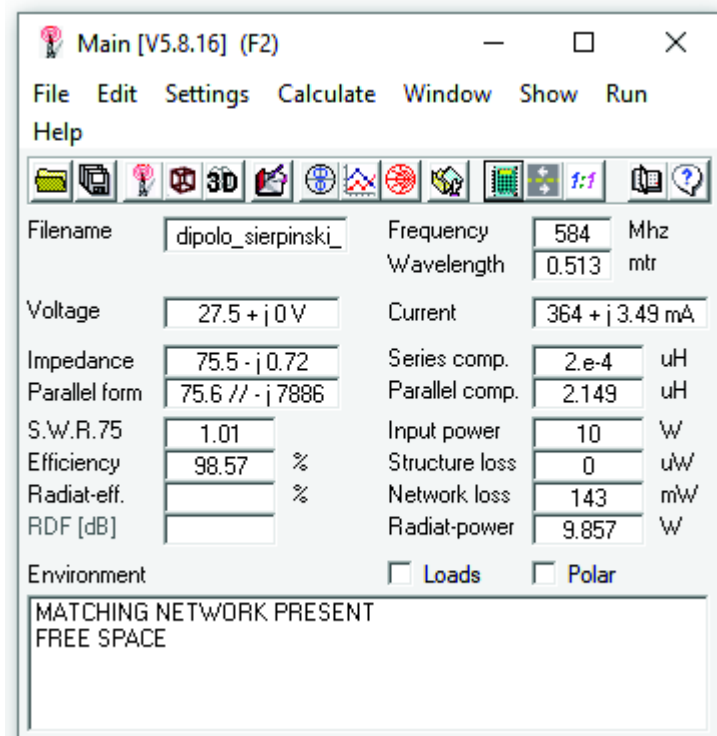 Main [V5.8.16] (F2)
File Edit Settings Calculate Window Show Run
Help
3D 1:1
Filename dipolo_sierpinski_ Frequency 584 Mhz
Wavelength 0.513 mtr
Voltage 27.5 + j 0 V Current 364 + j 3.49 mA
Impedance 75.5 - j 0.72 Series comp. 2.e-4 uH
Parallel form 75.6 // - j 7886 Parallel comp. 2.149 uH
S.W.R.75 1.01 Input power 10 W
Efficiency 98.57 % Structure loss 0 uW
Radiat-eff. % Network loss 143 mW
RDF [dB] Radiat-power 9.857 W
Environment Loads Polar
MATCHING NETWORK PRESENT
FREE SPACE